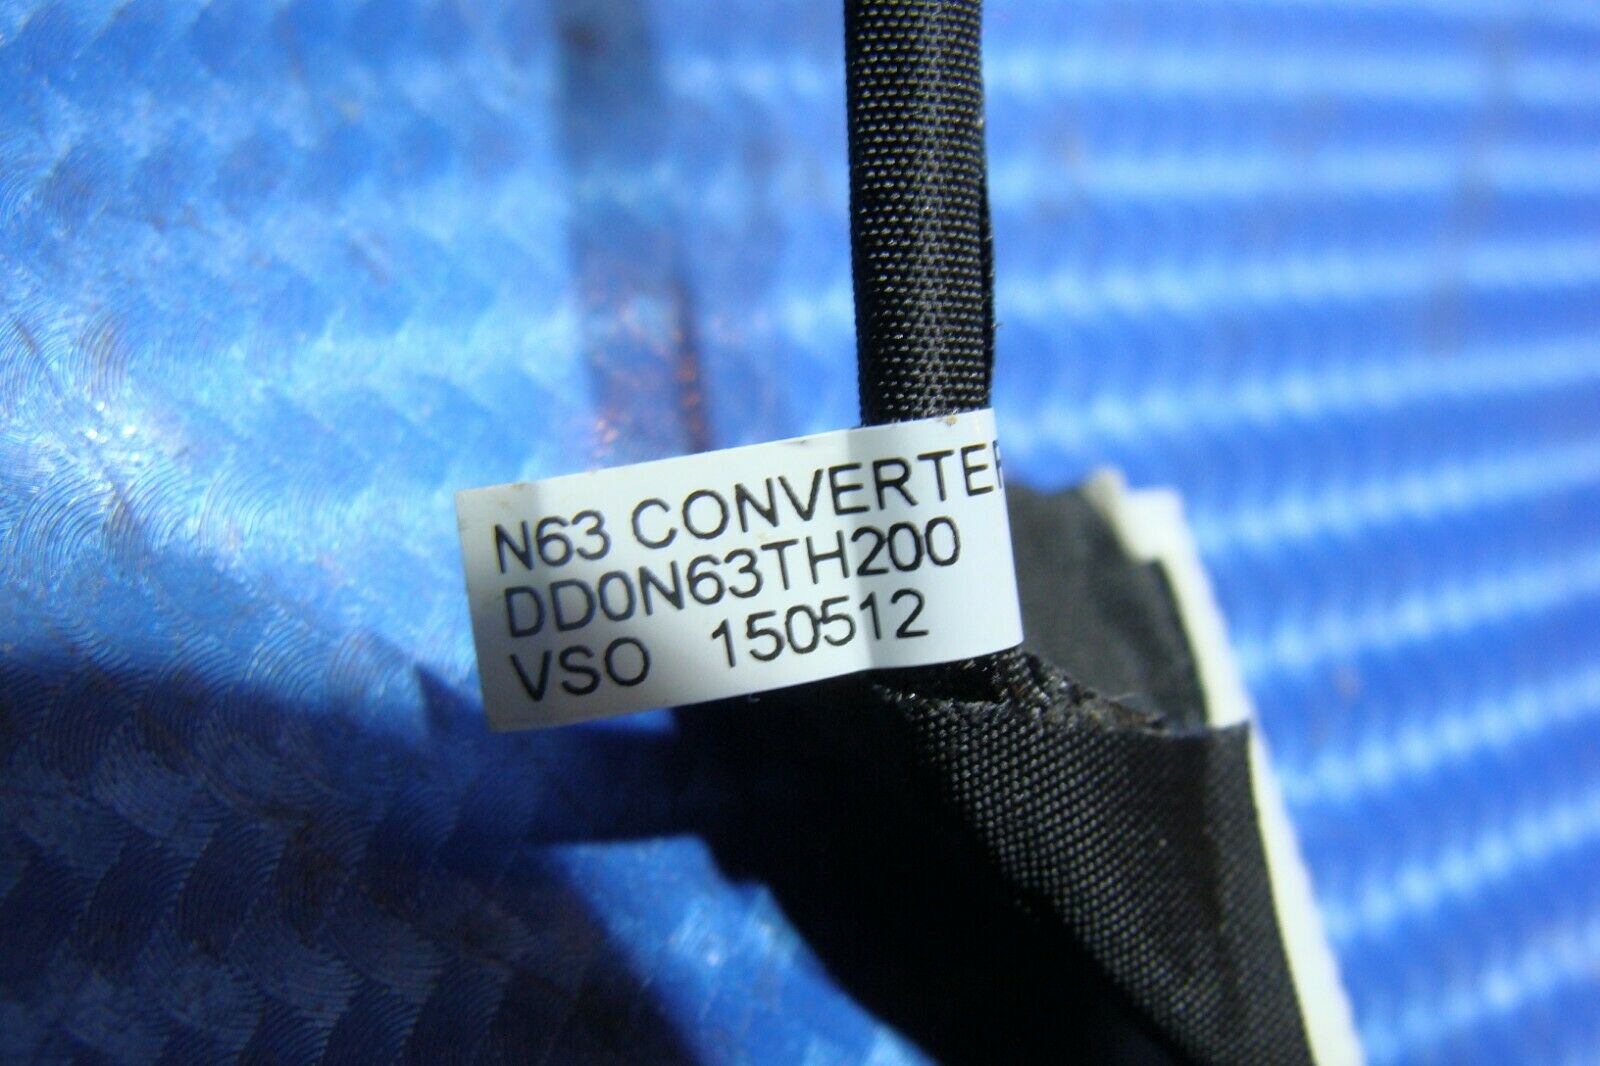 N63 CONVERTER
DD0N63TH200
VSO 150512